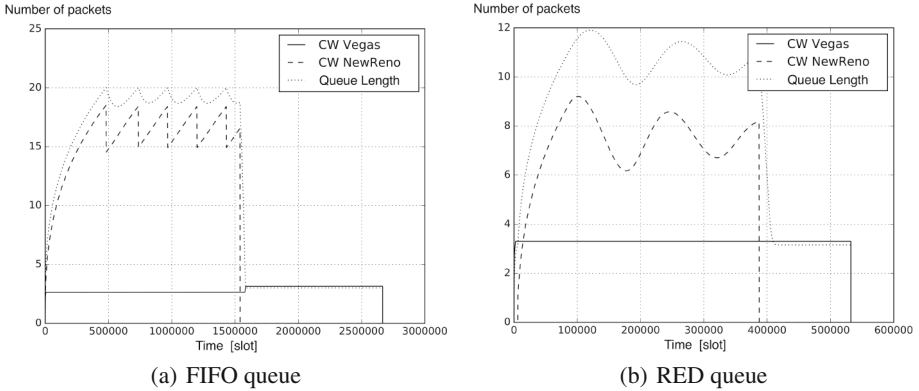 Number of packets
25
20
15
10
5
0
0 500000 1000000 1500000 2000000 2500000 3000000
Time [slot]
CW Vegas
CW NewReno
Queue Length
(a) FIFO queue
Number of packets
12
10
8
6
4
2
0
0 100000 200000 300000 400000 500000 600000
Time [slot]
CW Vegas
CW NewReno
Queue Length
(b) RED queue